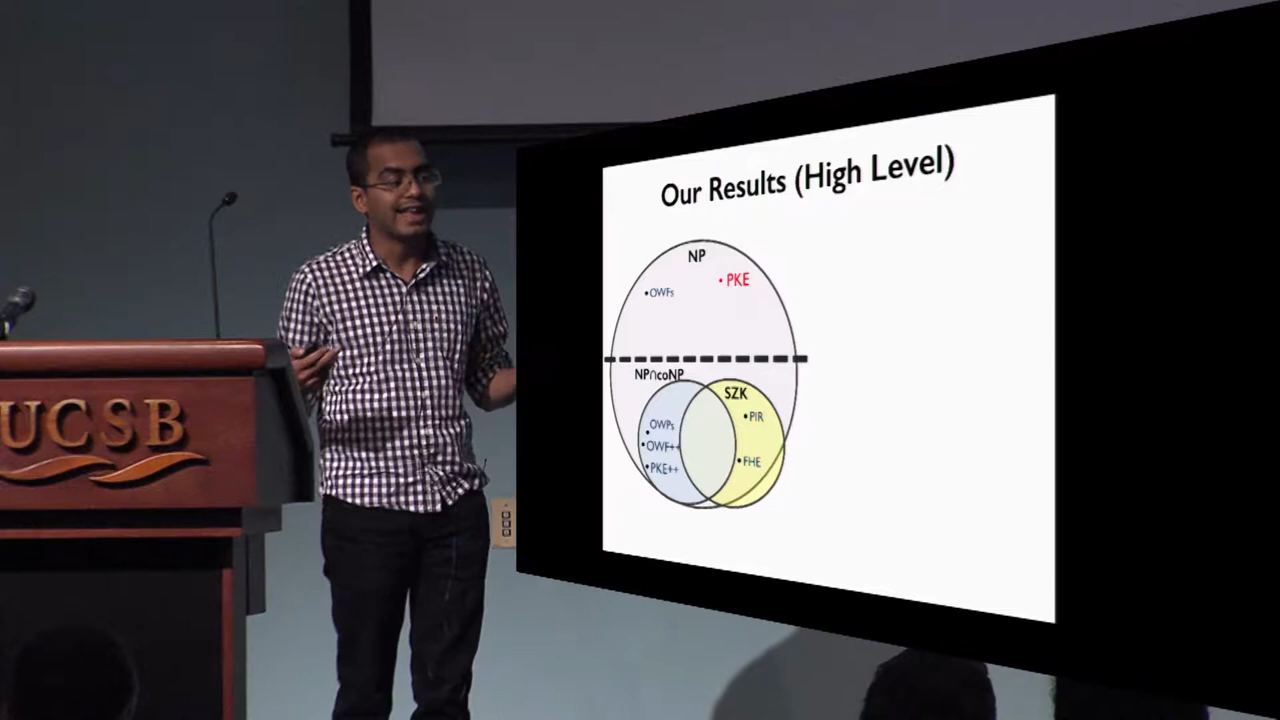 Our Results (High Level)
NP
•PKE
•OWFs
NP∩coNP
SZK
•PIR
OWPs
•OWF++
•FHE
•PKE++
UCSB